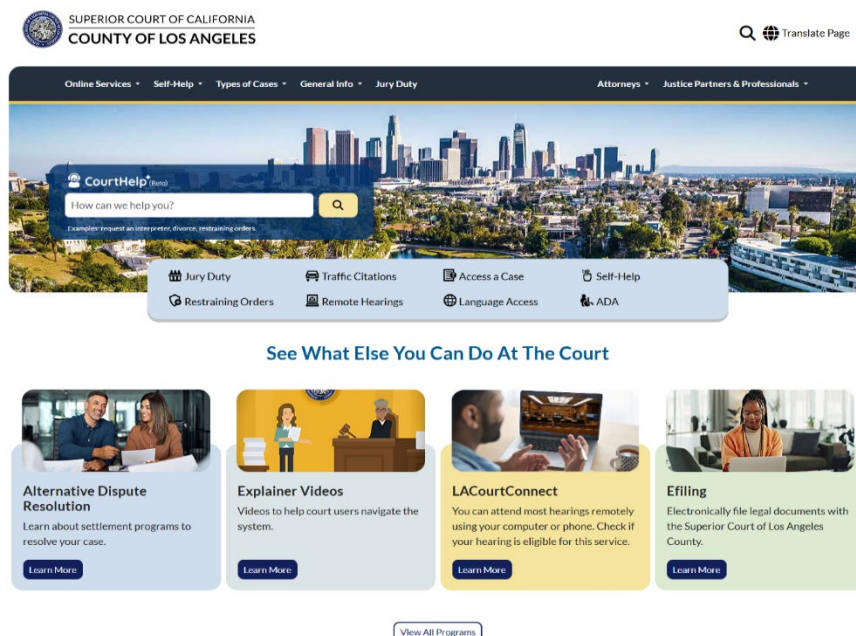 SUPERIOR COURT OF CALIFORNIA
COUNTY OF LOS ANGELES
Translate Page
Online Services Self-Help Types of Cases General Info Jury Duty Attorneys Justice Partners & Professionals
CourtHelp+ (Beta)
How can we help you?
Examples: request an interpreter, divorce, restraining orders.
Jury Duty Traffic Citations Access a Case Self-Help
Restraining Orders Remote Hearings Language Access ADA
See What Else You Can Do At The Court
Alternative Dispute
Resolution
Learn about settlement programs to
resolve your case.
Learn More
Explainer Videos
Videos to help court users navigate the
system.
Learn More
LACourtConnect
You can attend most hearings remotely
using your computer or phone. Check if
your hearing is eligible for this service.
Learn More
Efiling
Electronically file legal documents with
the Superior Court of Los Angeles
County.
Learn More
View All Programs